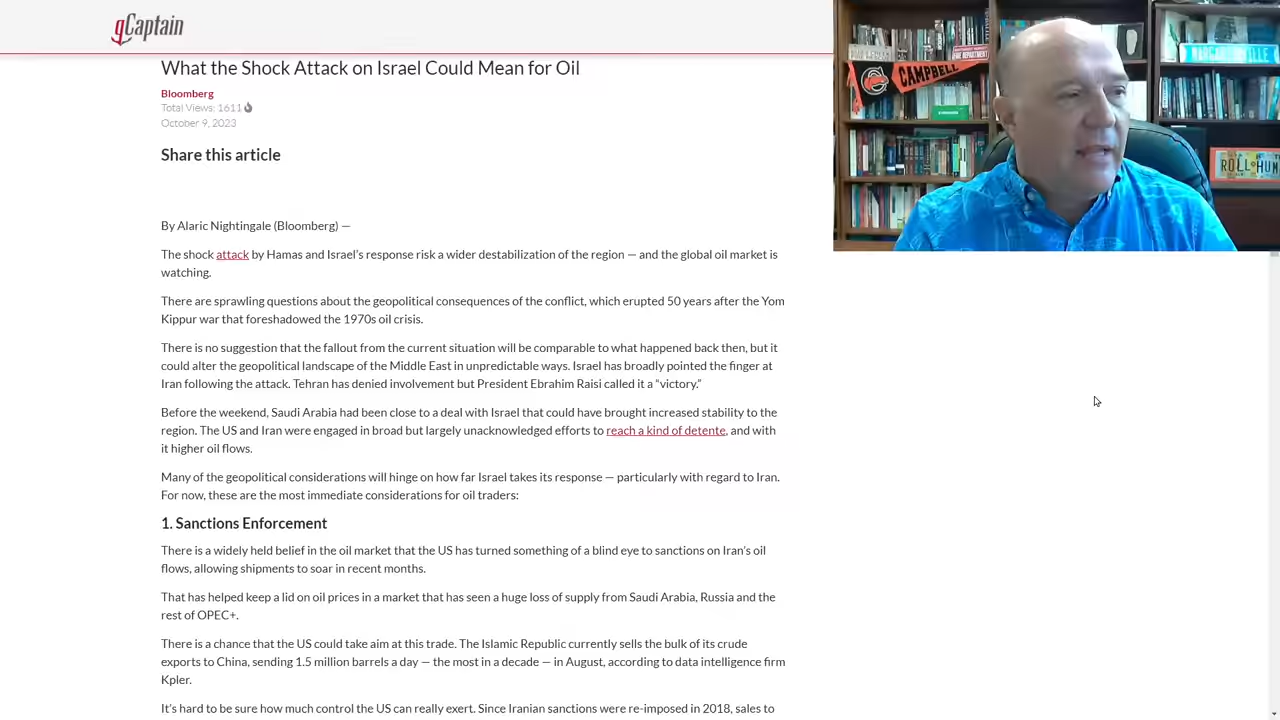 gCaptain
What the Shock Attack on Israel Could Mean for Oil
Bloomberg
Total Views: 1611
October 9, 2023
Share this article
By Alaric Nightingale (Bloomberg) —
The shock attack by Hamas and Israel’s response risk a wider destabilization of the region — and the global oil market is
watching.
There are sprawling questions about the geopolitical consequences of the conflict, which erupted 50 years after the Yom
Kippur war that foreshadowed the 1970s oil crisis.
There is no suggestion that the fallout from the current situation will be comparable to what happened back then, but it
could alter the geopolitical landscape of the Middle East in unpredictable ways. Israel has broadly pointed the finger at
Iran following the attack. Tehran has denied involvement but President Ebrahim Raisi called it a “victory.”
Before the weekend, Saudi Arabia had been close to a deal with Israel that could have brought increased stability to the
region. The US and Iran were engaged in broad but largely unacknowledged efforts to reach a kind of detente, and with
it higher oil flows.
Many of the geopolitical considerations will hinge on how far Israel takes its response — particularly with regard to Iran.
For now, these are the most immediate considerations for oil traders:
1. Sanctions Enforcement
There is a widely held belief in the oil market that the US has turned something of a blind eye to sanctions on Iran’s oil
flows, allowing shipments to soar in recent months.
That has helped keep a lid on oil prices in a market that has seen a huge loss of supply from Saudi Arabia, Russia and the
rest of OPEC+.
There is a chance that the US could take aim at this trade. The Islamic Republic currently sells the bulk of its crude
exports to China, sending 1.5 million barrels a day — the most in a decade — in August, according to data intelligence firm
Kpler.
It’s hard to be sure how much control the US can really exert. Since Iranian sanctions were re-imposed in 2018, sales to
CAMPBELL
FIRE DEPARTMENT
ROLL HUM